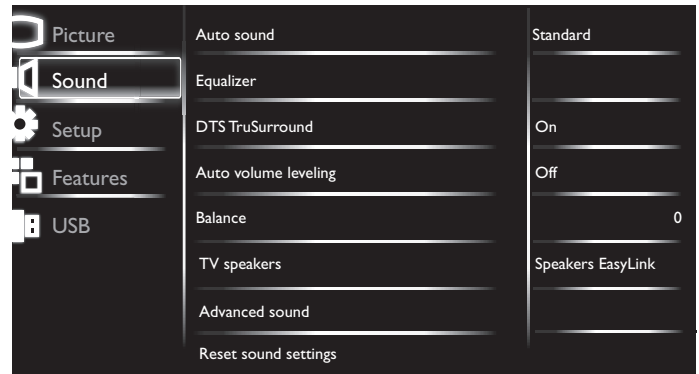 Picture
Sound
Setup
Features
USB
Auto sound Standard
Equalizer
DTS TruSurround On
Auto volume leveling Off
Balance 0
TV speakers Speakers EasyLink
Advanced sound
Reset sound settings